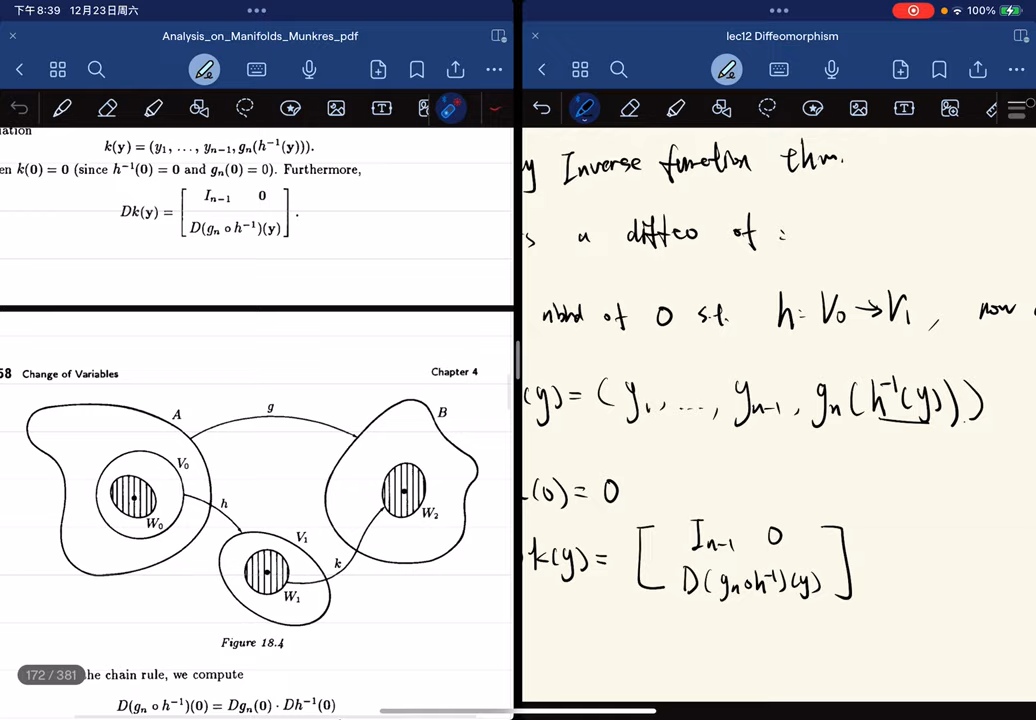 下午8:39 12月23日周六
100%
Analysis_on_Manifolds_Munkres_pdf
k(y) = (y₁, …, yₙ₋₁, gₙ(h⁻¹(y))).
en k(0) = 0 (since h⁻¹(0) = 0 and gₙ(0) = 0). Furthermore,
Dk(y) = [ Iₙ₋₁ 0
D(gₙ ∘ h⁻¹)(y) ] .
58 Change of Variables Chapter 4
A g B
V₀ W₀ h V₁ W₁ k W₂
Figure 18.4
172 / 381 the chain rule, we compute
D(gₙ ∘ h⁻¹)(0) = Dgₙ(0) · Dh⁻¹(0)
lec12 Diffeomorphism
y Inverse function thm.
s a diffeo of :
nbhd of 0 s.t. h: V₀ → V₁, now
(y) = (y₁, …, yₙ₋₁, gₙ(h⁻¹(y)))
(0) = 0
k(y) = [ Iₙ₋₁ 0
D(gₙ∘h⁻¹)(y) ]